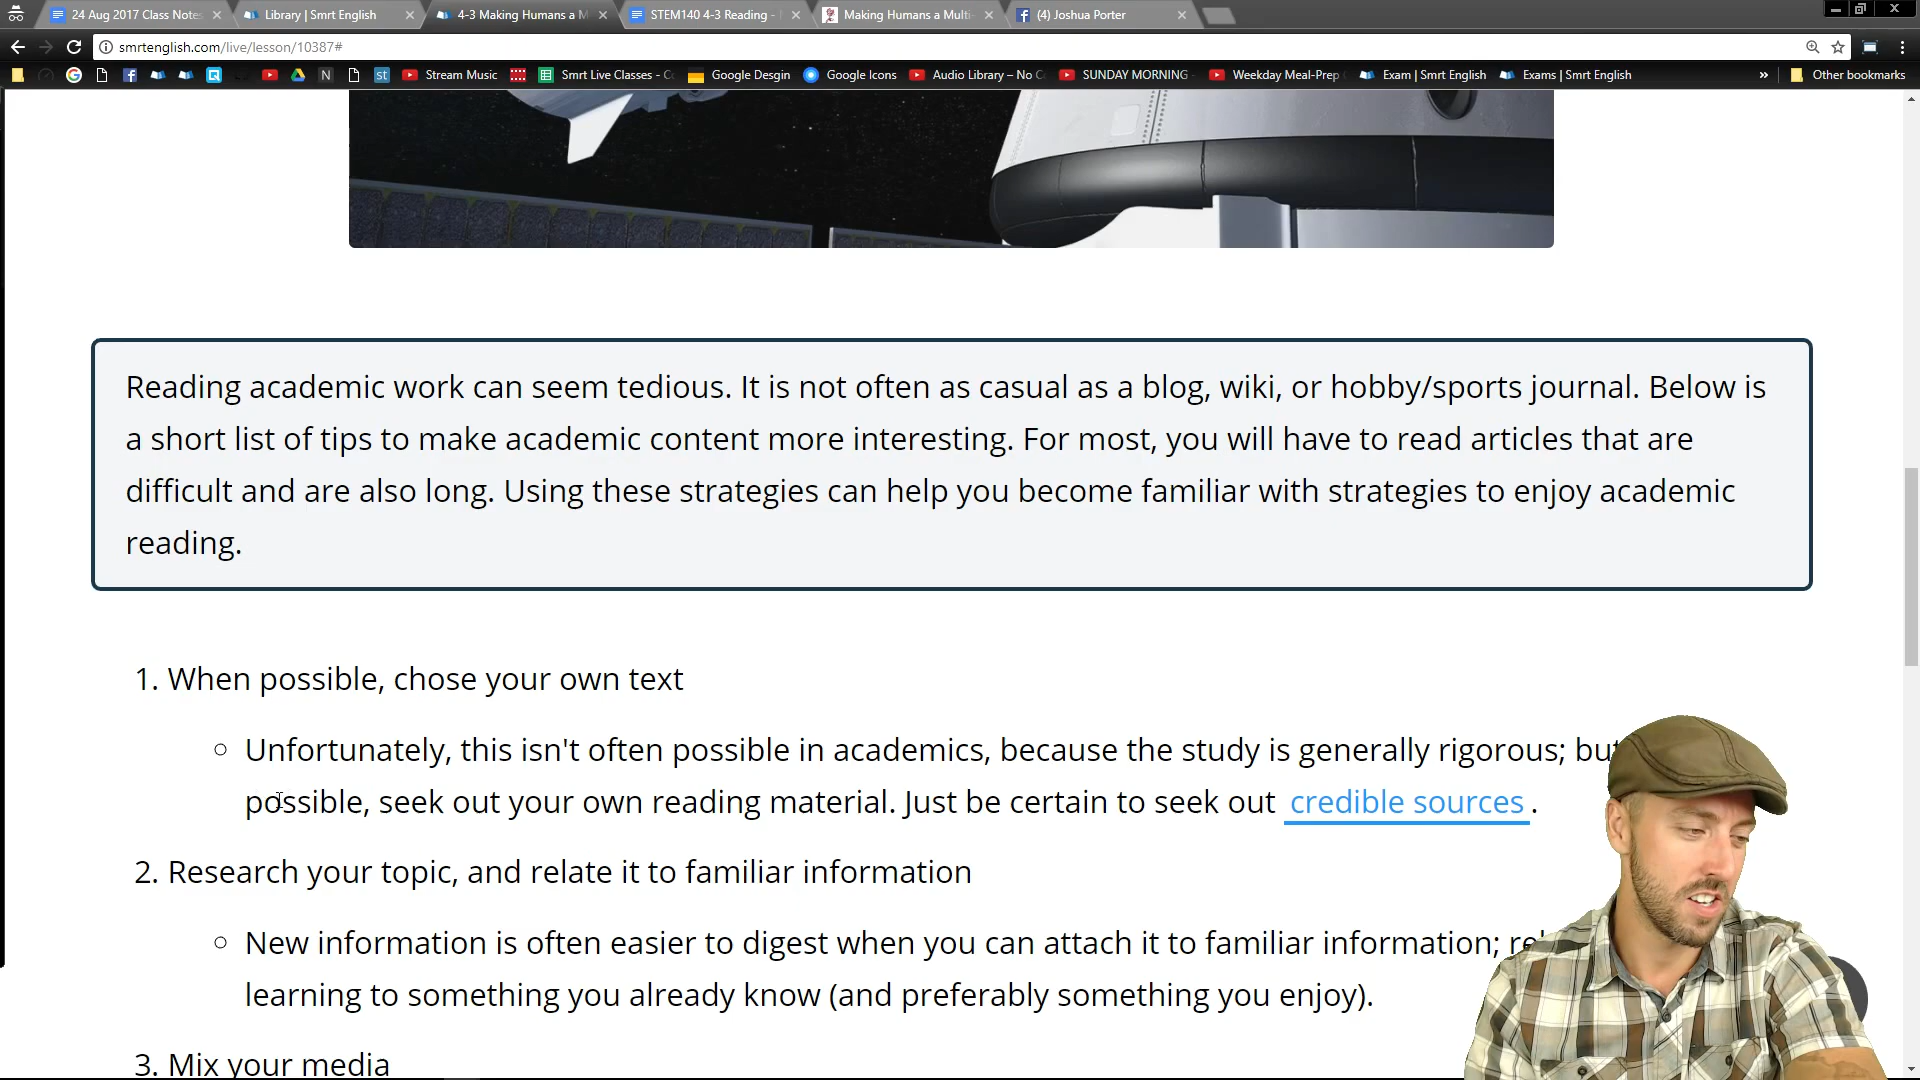 24 Aug 2017 Class Notes
Library | Smrt English
4-3 Making Humans a M
STEM140 4-3 Reading -
Making Humans a Multi-
(4) Joshua Porter
smrtenglish.com/live/lesson/10387#
Stream Music
Smrt Live Classes - Co
Google Desgin
Google Icons
Audio Library – No C
SUNDAY MORNING
Weekday Meal-Prep
Exam | Smrt English
Exams | Smrt English
»
Other bookmarks
Reading academic work can seem tedious. It is not often as casual as a blog, wiki, or hobby/sports journal. Below is
a short list of tips to make academic content more interesting. For most, you will have to read articles that are
difficult and are also long. Using these strategies can help you become familiar with strategies to enjoy academic
reading.
1. When possible, chose your own text
Unfortunately, this isn't often possible in academics, because the study is generally rigorous; but
possible, seek out your own reading material. Just be certain to seek out credible sources.
2. Research your topic, and relate it to familiar information
New information is often easier to digest when you can attach it to familiar information;
learning to something you already know (and preferably something you enjoy).
3. Mix your media